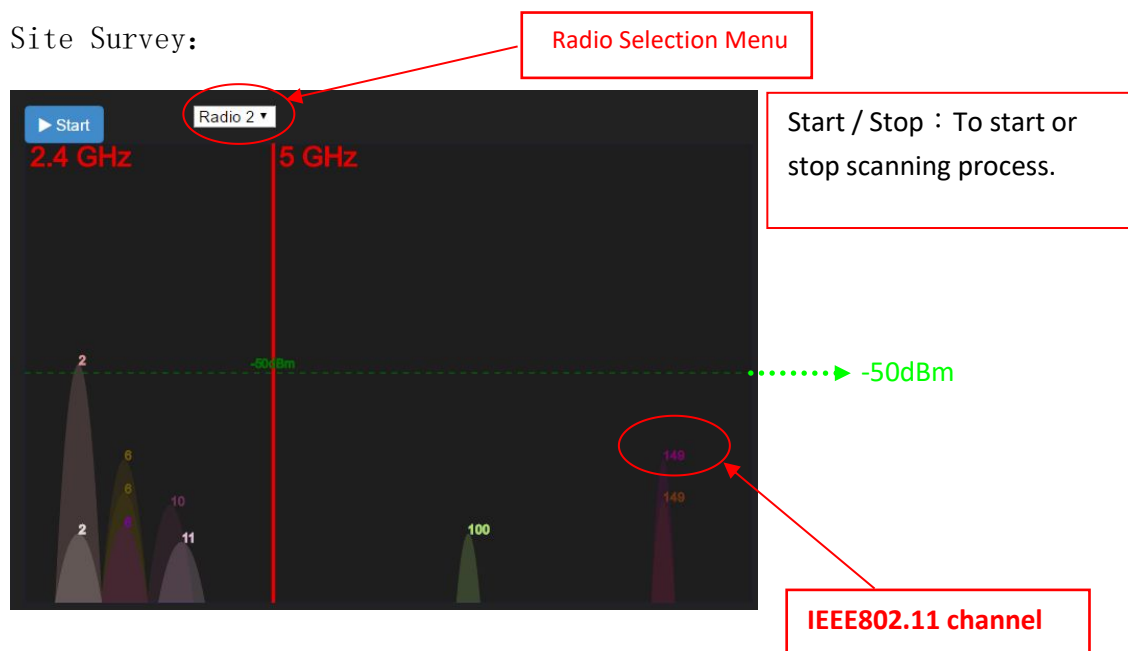 Site Survey：
Radio Selection Menu
Start
Radio 2
Start / Stop：To start or
stop scanning process.
2.4 GHz
5 GHz
2
-50dBm
-50dBm
6
149
6
149
10
2
6
11
100
IEEE802.11 channel